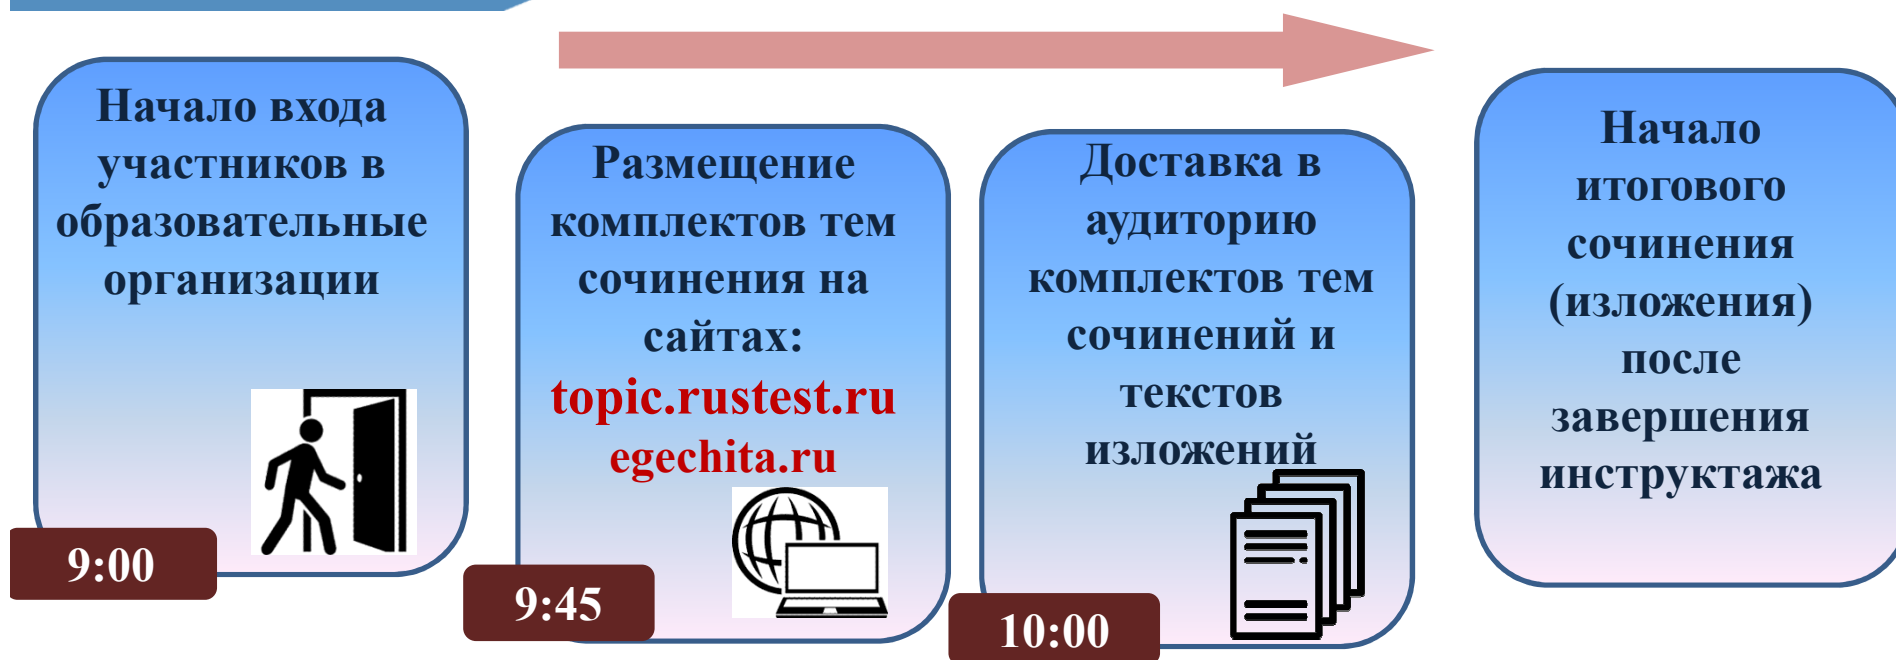 Начало входа
участников в
образовательные
организации
9:00
Размещение
комплектов тем
сочинения на
сайтах:
topic.rustest.ru
egechita.ru
9:45
Доставка в
аудиторию
комплектов тем
сочинений и
текстов
изложений
10:00
Начало
итогового
сочинения
(изложения)
после
завершения
инструктажа